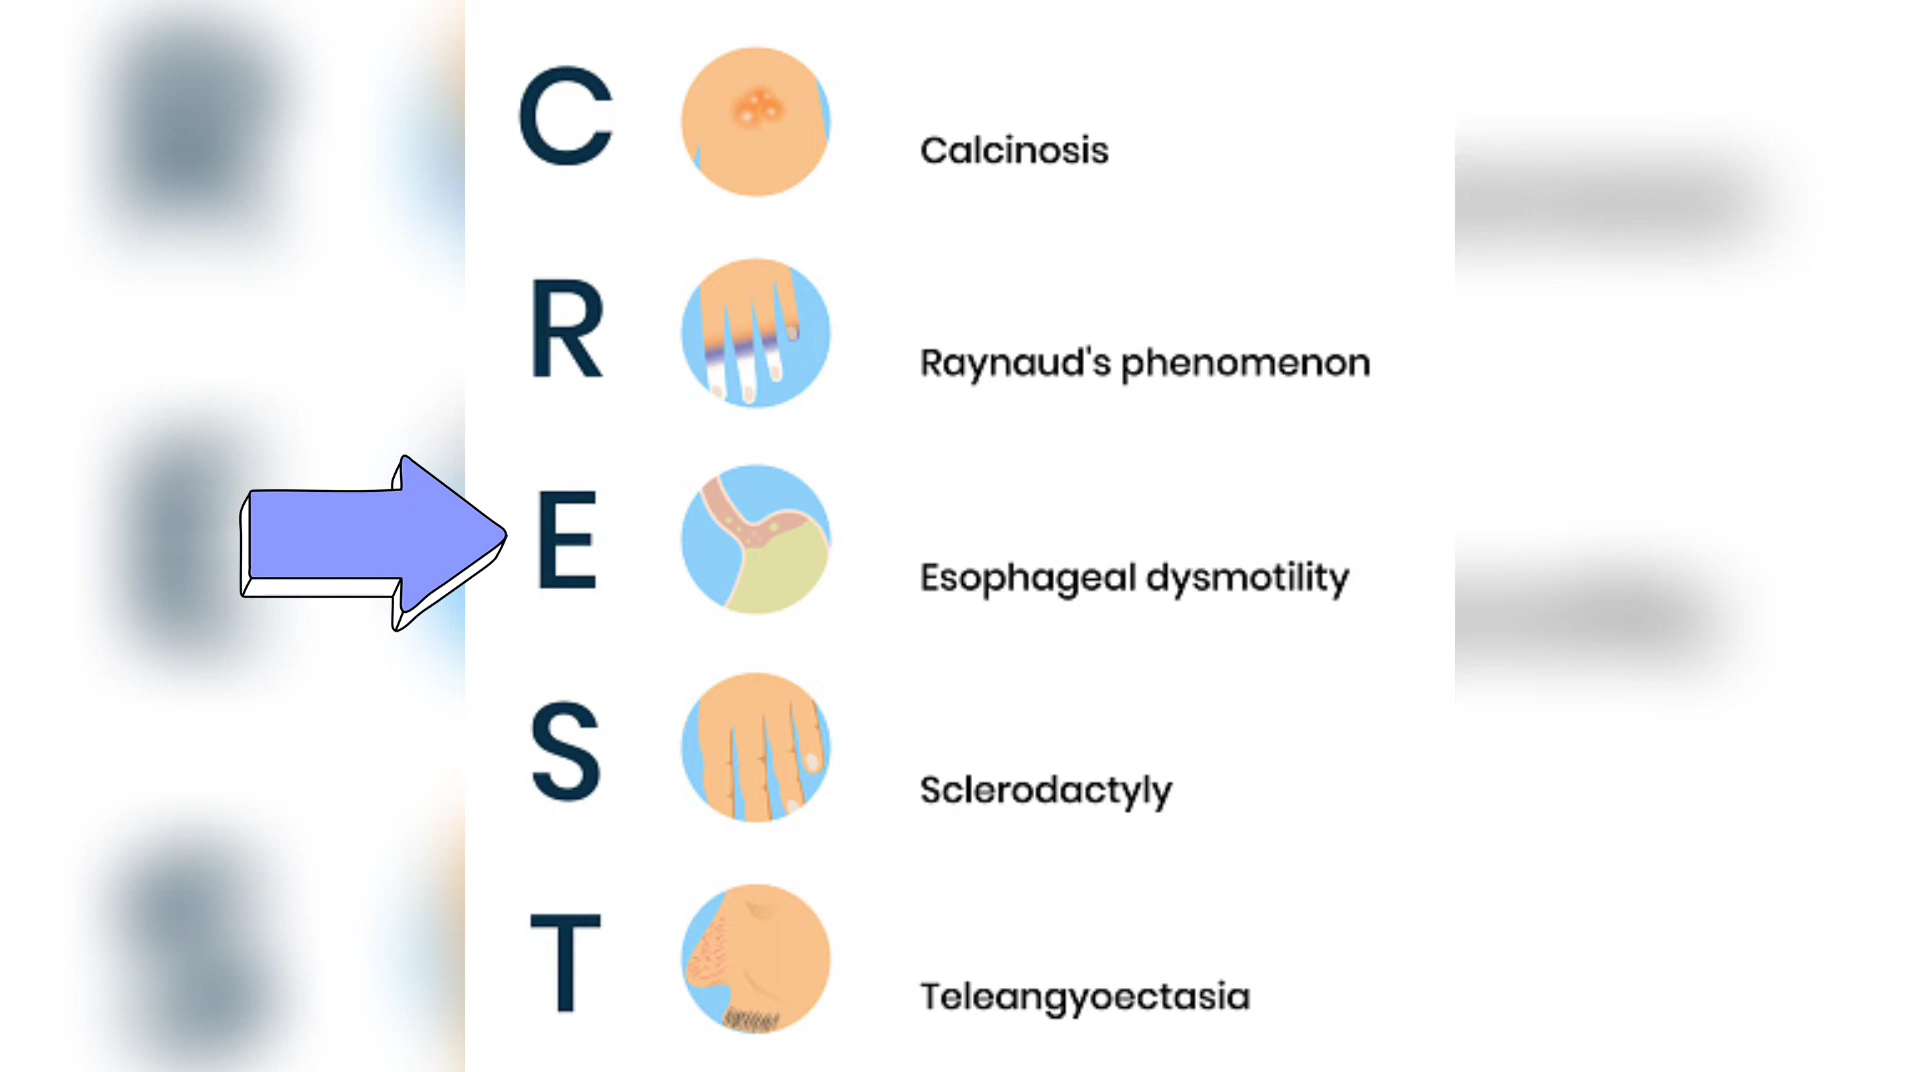 C
Calcinosis
R
Raynaud's phenomenon
E
Esophageal dysmotility
S
Sclerodactyly
T
Teleangyoectasia